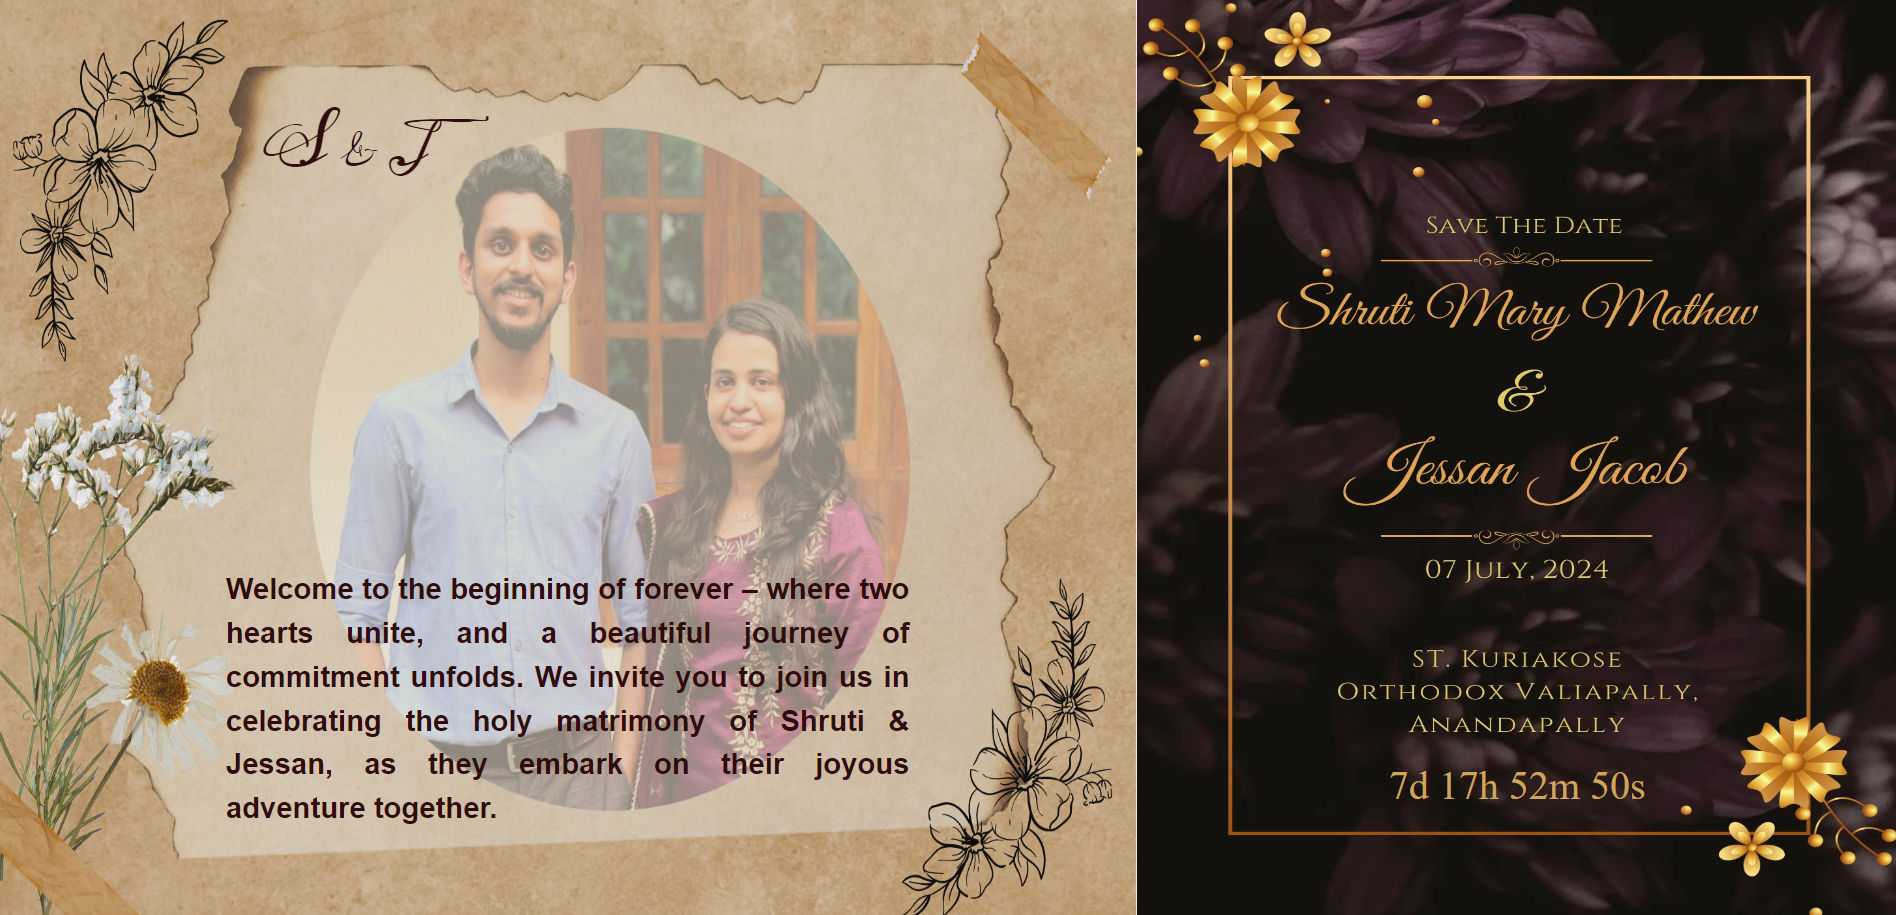 S & J
Welcome to the beginning of forever – where two
hearts unite, and a beautiful journey of
commitment unfolds. We invite you to join us in
celebrating the holy matrimony of Shruti &
Jessan, as they embark on their joyous
adventure together.
Save The Date
Shruti Mary Mathew
&
Jessan Jacob
07 July, 2024
ST. Kuriakose
Orthodox Valiapally,
Anandapally
7d 17h 52m 50s